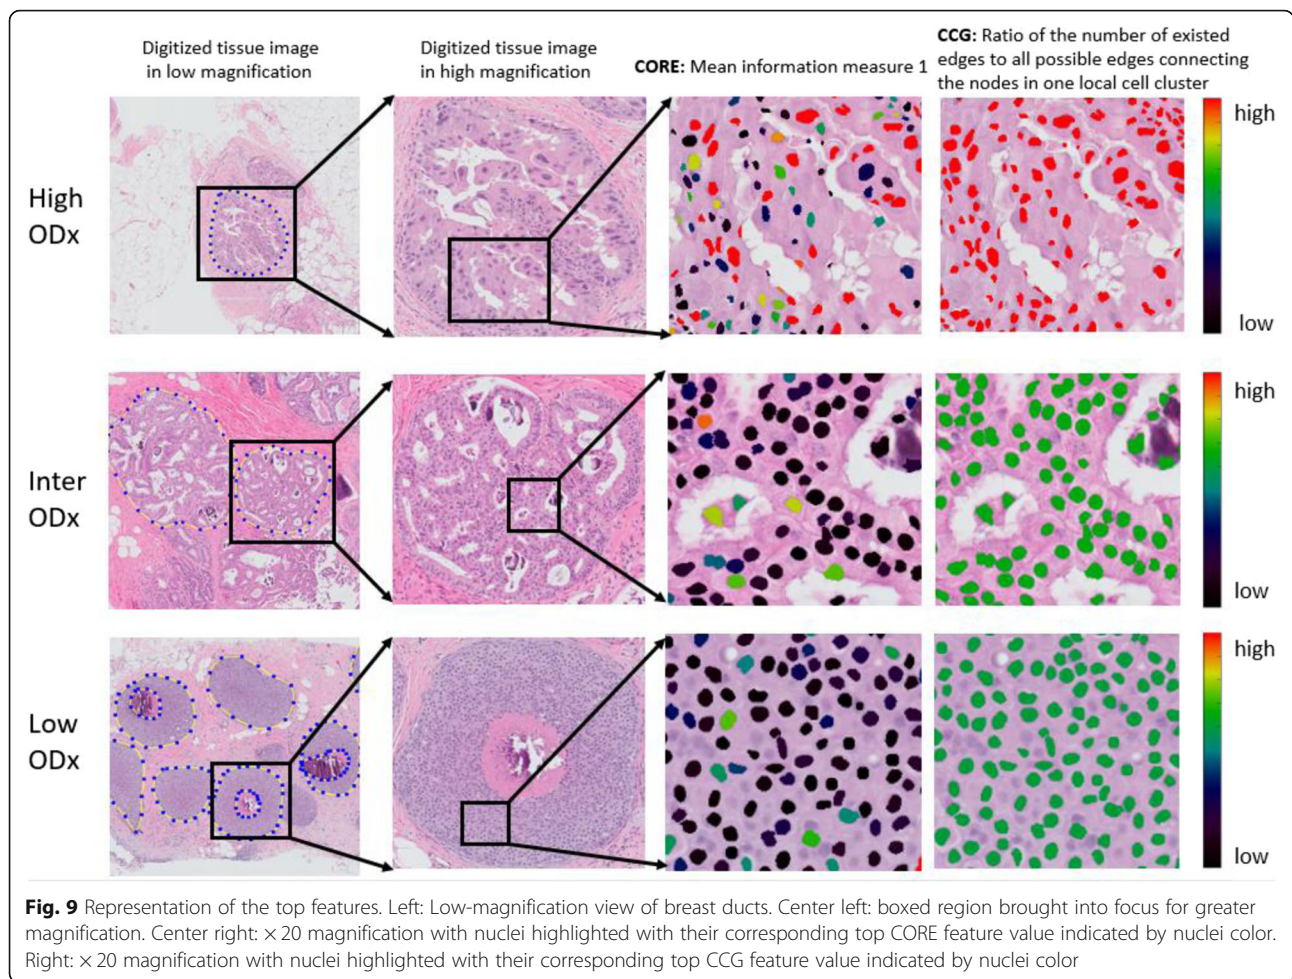 Digitized tissue image
in low magnification
Digitized tissue image
in high magnification
CORE: Mean information measure 1
CCG: Ratio of the number of existed
edges to all possible edges connecting
the nodes in one local cell cluster
High
ODx
high
low
Inter
ODx
high
low
Low
ODx
high
low
Fig. 9 Representation of the top features. Left: Low-magnification view of breast ducts. Center left: boxed region brought into focus for greater
magnification. Center right: × 20 magnification with nuclei highlighted with their corresponding top CORE feature value indicated by nuclei color.
Right: × 20 magnification with nuclei highlighted with their corresponding top CCG feature value indicated by nuclei color